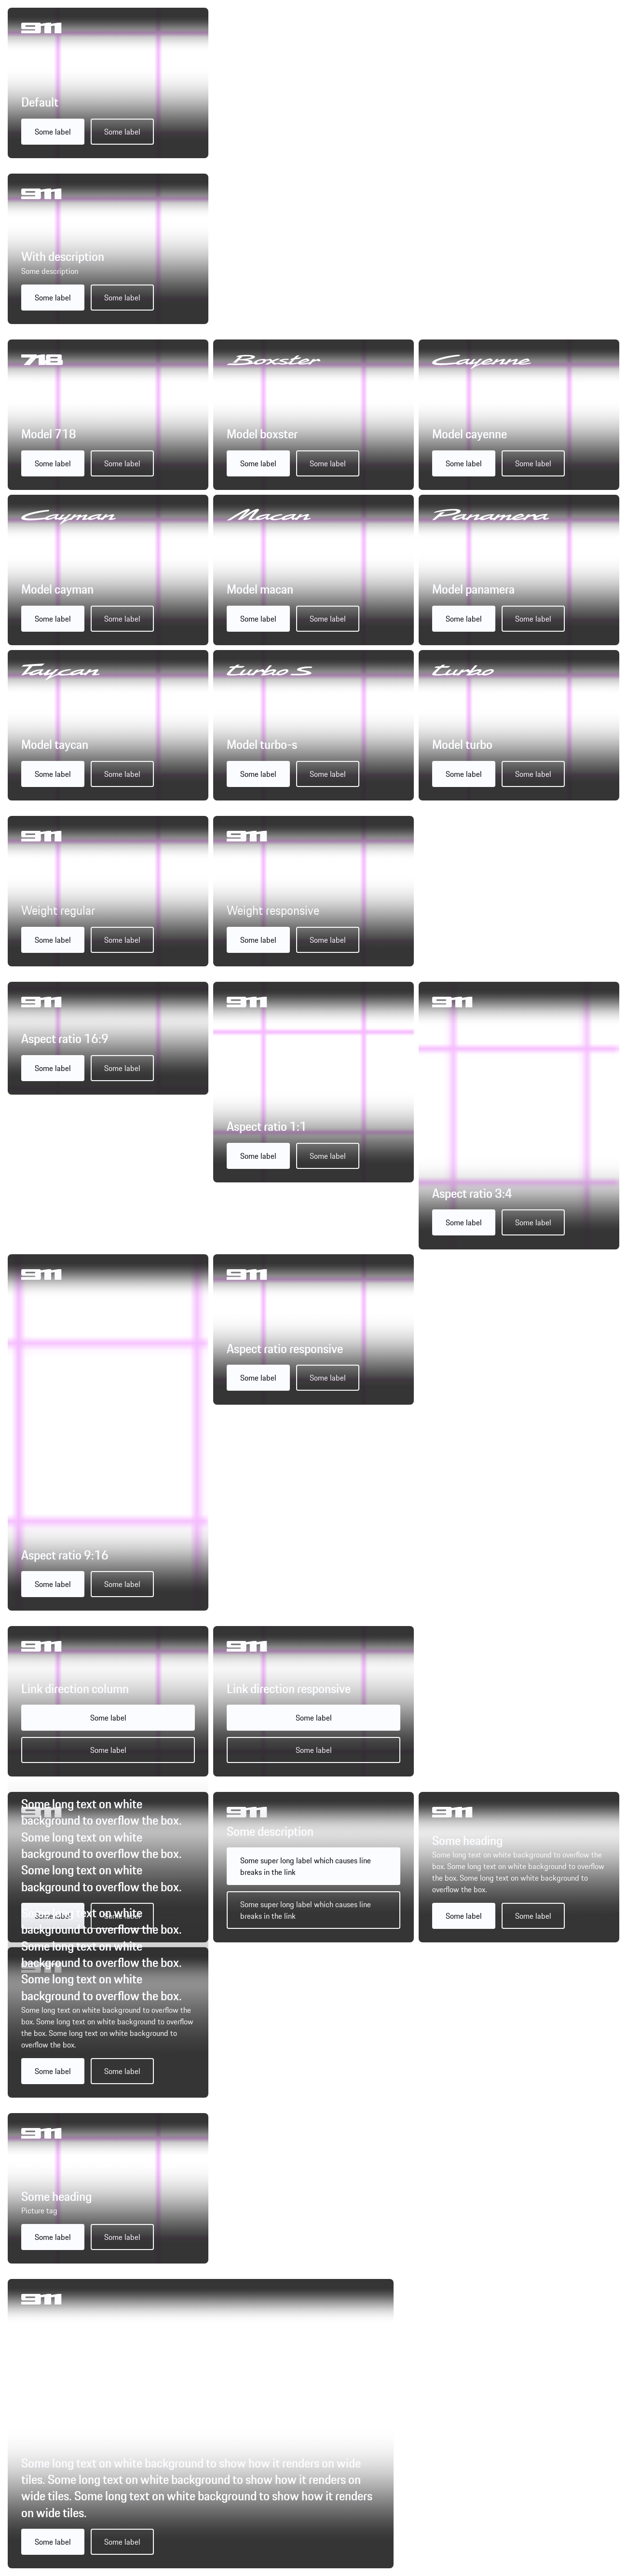 911
Default
Some label Some label
911
With description
Some description
Some label Some label
718
Model 718
Some label Some label
Boxster
Model boxster
Some label Some label
Cayenne
Model cayenne
Some label Some label
Cayman
Model cayman
Some label Some label
Macan
Model macan
Some label Some label
Panamera
Model panamera
Some label Some label
Taycan
Model taycan
Some label Some label
turbo S
Model turbo-s
Some label Some label
turbo
Model turbo
Some label Some label
911
Weight regular
Some label Some label
911
Weight responsive
Some label Some label
911
Aspect ratio 16:9
Some label Some label
911
Aspect ratio 1:1
Some label Some label
911
Aspect ratio 3:4
Some label Some label
911
Aspect ratio 9:16
Some label Some label
911
Aspect ratio responsive
Some label Some label
911
Link direction column
Some label
Some label
911
Link direction responsive
Some label
Some label
911
Some long text on white
background to overflow the box.
Some long text on white
background to overflow the box.
Some long text on white
background to overflow the box.
Some label Some label
911
Some description
Some super long label which causes line
breaks in the link
Some super long label which causes line
breaks in the link
911
Some heading
Some long text on white background to overflow the
box. Some long text on white background to overflow
the box. Some long text on white background to
overflow the box.
Some label Some label
911
Some long text on white
background to overflow the box.
Some long text on white
background to overflow the box.
Some long text on white
background to overflow the box.
Some long text on white background to overflow the
box. Some long text on white background to overflow
the box. Some long text on white background to
overflow the box.
Some label Some label
911
Some heading
Picture tag
Some label Some label
911
Some long text on white background to show how it renders on wide
tiles. Some long text on white background to show how it renders on
wide tiles. Some long text on white background to show how it renders
on wide tiles.
Some label Some label